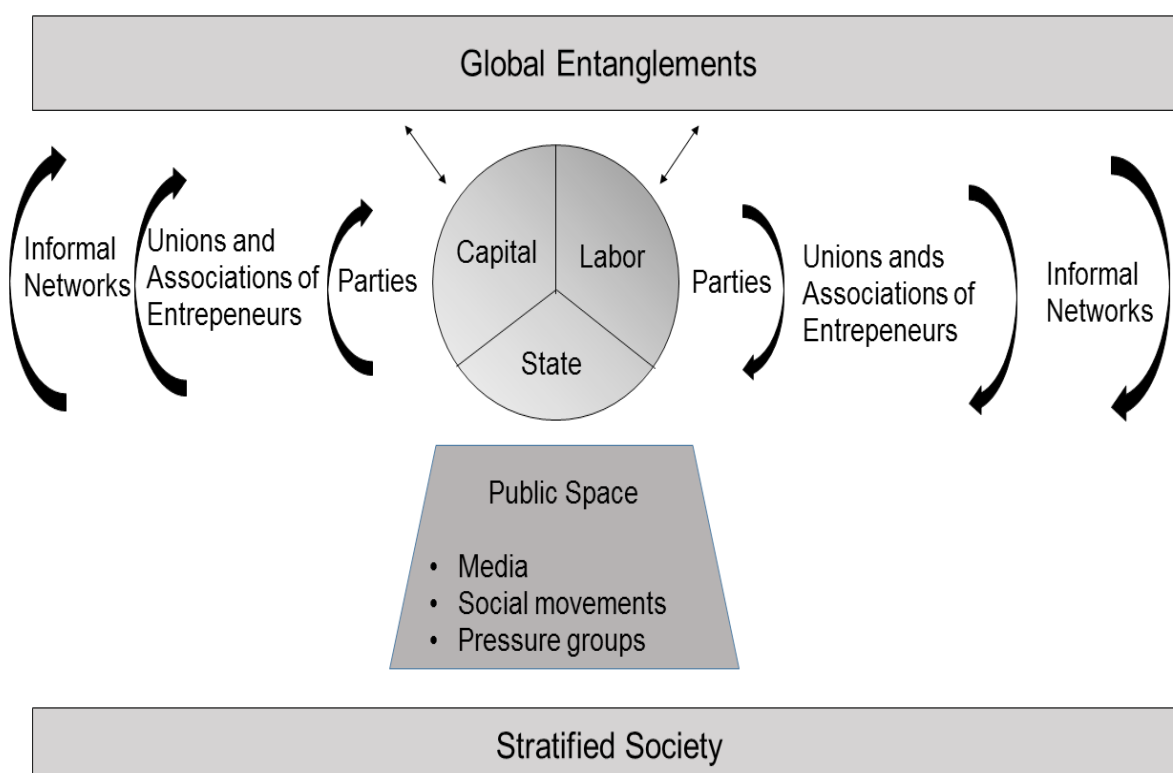 Global Entanglements
Informal
Networks
Unions and
Associations of
Entrepeneurs
Parties
Capital
Labor
State
Parties
Unions ands
Associations of
Entrepeneurs
Informal
Networks
Public Space
• Media
• Social movements
• Pressure groups
Stratified Society